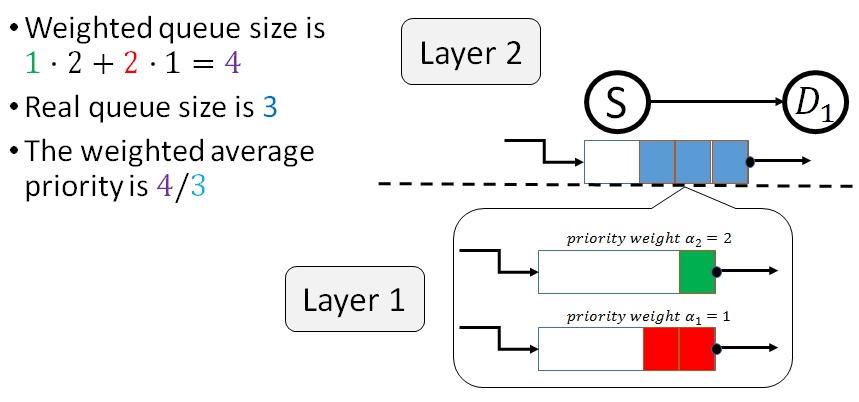 • Weighted queue size is
1 · 2 + 2 · 1 = 4
• Real queue size is 3
• The weighted average
priority is 4/3
Layer 2
S
D₁
priority weight α₂ = 2
Layer 1
priority weight α₁ = 1